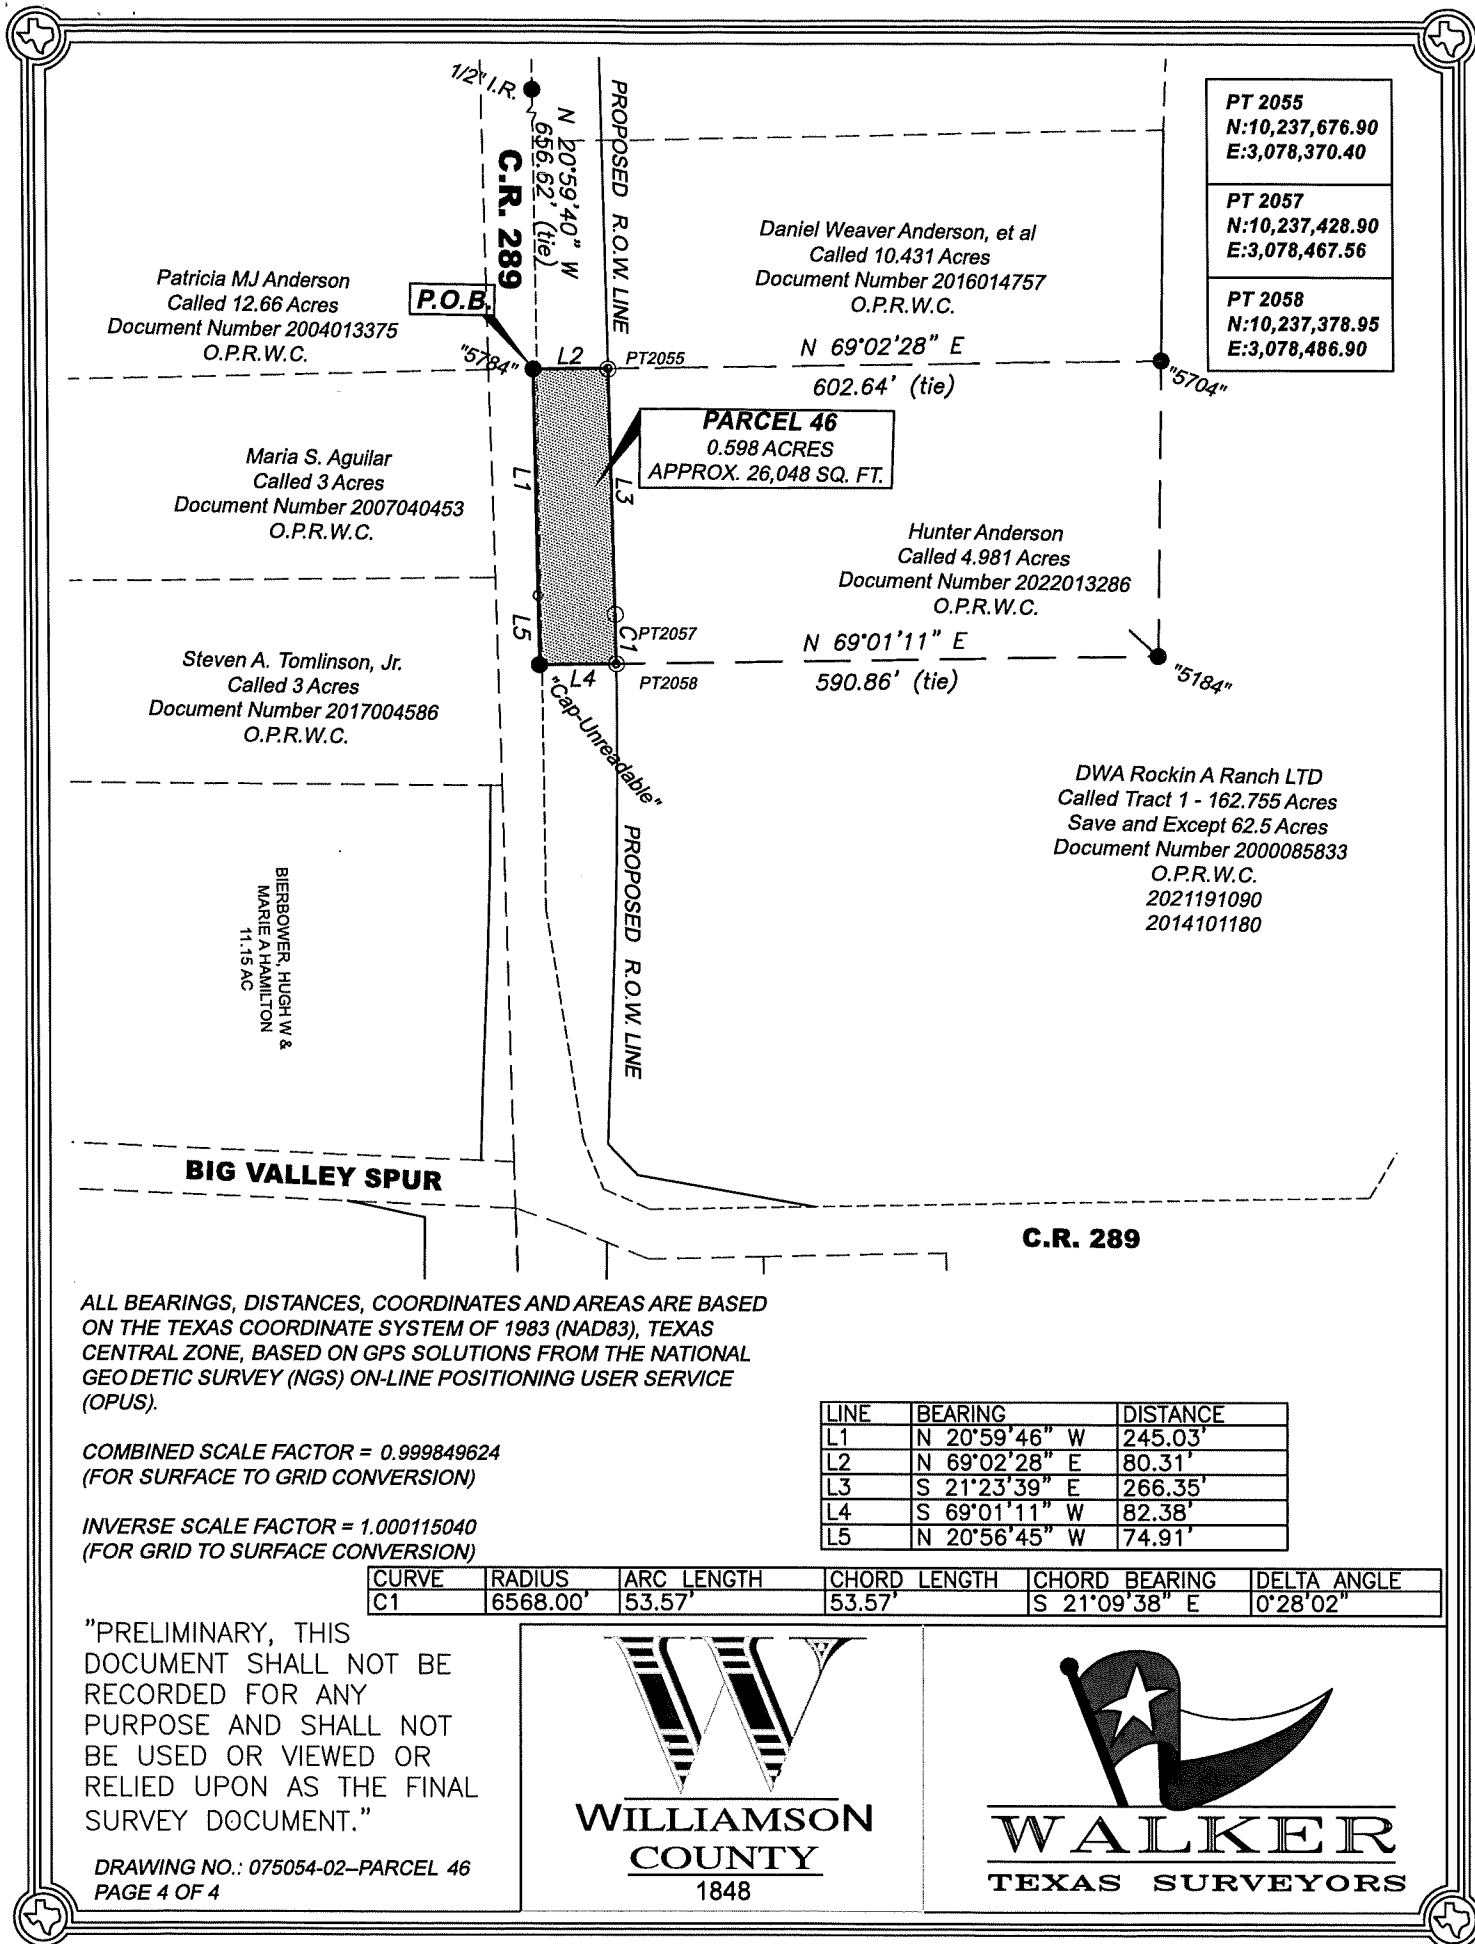 1/2" I.R.
N 20°59'40" W
656.62' (tie)
C.R. 289
PROPOSED R.O.W. LINE
PT 2055
N:10,237,676.90
E:3,078,370.40
PT 2057
N:10,237,428.90
E:3,078,467.56
PT 2058
N:10,237,378.95
E:3,078,486.90
Daniel Weaver Anderson, et al
Called 10.431 Acres
Document Number 2016014757
O.P.R.W.C.
Patricia MJ Anderson
Called 12.66 Acres
Document Number 2004013375
O.P.R.W.C.
P.O.B.
"5784"
L2
PT2055
N 69°02'28" E
602.64' (tie)
"5704"
PARCEL 46
0.598 ACRES
APPROX. 26,048 SQ. FT.
Maria S. Aguilar
Called 3 Acres
Document Number 2007040453
O.P.R.W.C.
L1
L3
Hunter Anderson
Called 4.981 Acres
Document Number 2022013286
O.P.R.W.C.
L5
C1
PT2057
N 69°01'11" E
590.86' (tie)
"5184"
Steven A. Tomlinson, Jr.
Called 3 Acres
Document Number 2017004586
O.P.R.W.C.
L4
PT2058
"Cap-Unreadable"
DWA Rockin A Ranch LTD
Called Tract 1 - 162.755 Acres
Save and Except 62.5 Acres
Document Number 2000085833
O.P.R.W.C.
2021191090
2014101180
PROPOSED R.O.W. LINE
BIERBOWER, HUGH W &
MARIE A HAMILTON
11.15 AC
BIG VALLEY SPUR
C.R. 289
ALL BEARINGS, DISTANCES, COORDINATES AND AREAS ARE BASED
ON THE TEXAS COORDINATE SYSTEM OF 1983 (NAD83), TEXAS
CENTRAL ZONE, BASED ON GPS SOLUTIONS FROM THE NATIONAL
GEODETIC SURVEY (NGS) ON-LINE POSITIONING USER SERVICE
(OPUS).
COMBINED SCALE FACTOR = 0.999849624
(FOR SURFACE TO GRID CONVERSION)
INVERSE SCALE FACTOR = 1.000115040
(FOR GRID TO SURFACE CONVERSION)
LINE BEARING DISTANCE
L1 N 20°59'46" W 245.03'
L2 N 69°02'28" E 80.31'
L3 S 21°23'39" E 266.35'
L4 S 69°01'11" W 82.38'
L5 N 20°56'45" W 74.91'
CURVE RADIUS ARC LENGTH CHORD LENGTH CHORD BEARING DELTA ANGLE
C1 6568.00' 53.57' 53.57' S 21°09'38" E 0°28'02"
"PRELIMINARY, THIS
DOCUMENT SHALL NOT BE
RECORDED FOR ANY
PURPOSE AND SHALL NOT
BE USED OR VIEWED OR
RELIED UPON AS THE FINAL
SURVEY DOCUMENT."
DRAWING NO.: 075054-02–PARCEL 46
PAGE 4 OF 4
W
WILLIAMSON
COUNTY
1848
WALKER
TEXAS SURVEYORS